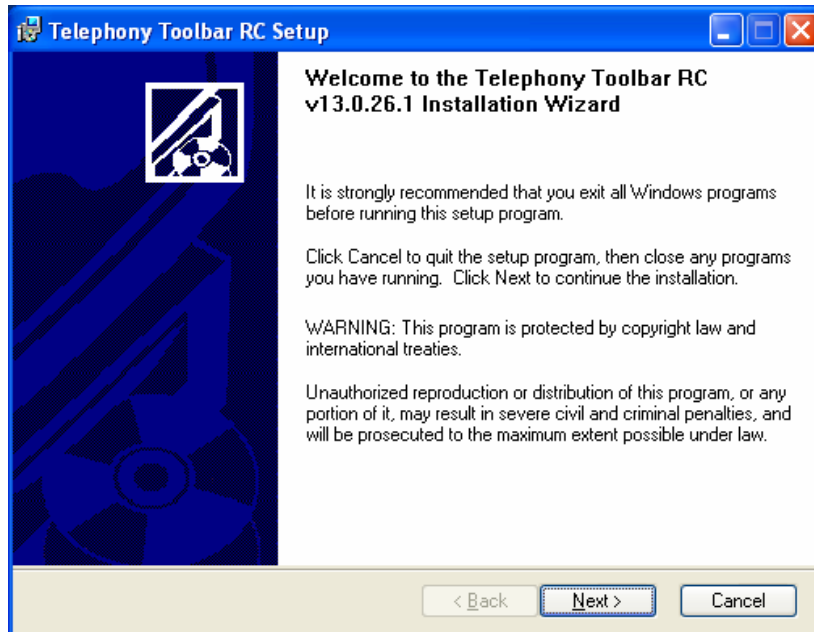 Telephony Toolbar RC Setup
Welcome to the Telephony Toolbar RC
v13.0.26.1 Installation Wizard
It is strongly recommended that you exit all Windows programs
before running this setup program.
Click Cancel to quit the setup program, then close any programs
you have running. Click Next to continue the installation.
WARNING: This program is protected by copyright law and
international treaties.
Unauthorized reproduction or distribution of this program, or any
portion of it, may result in severe civil and criminal penalties, and
will be prosecuted to the maximum extent possible under law.
< Back Next > Cancel